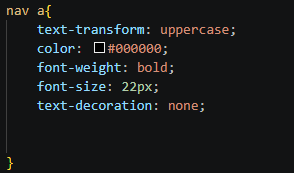 nav a{
text-transform: uppercase;
color: #000000;
font-weight: bold;
font-size: 22px;
text-decoration: none;
}